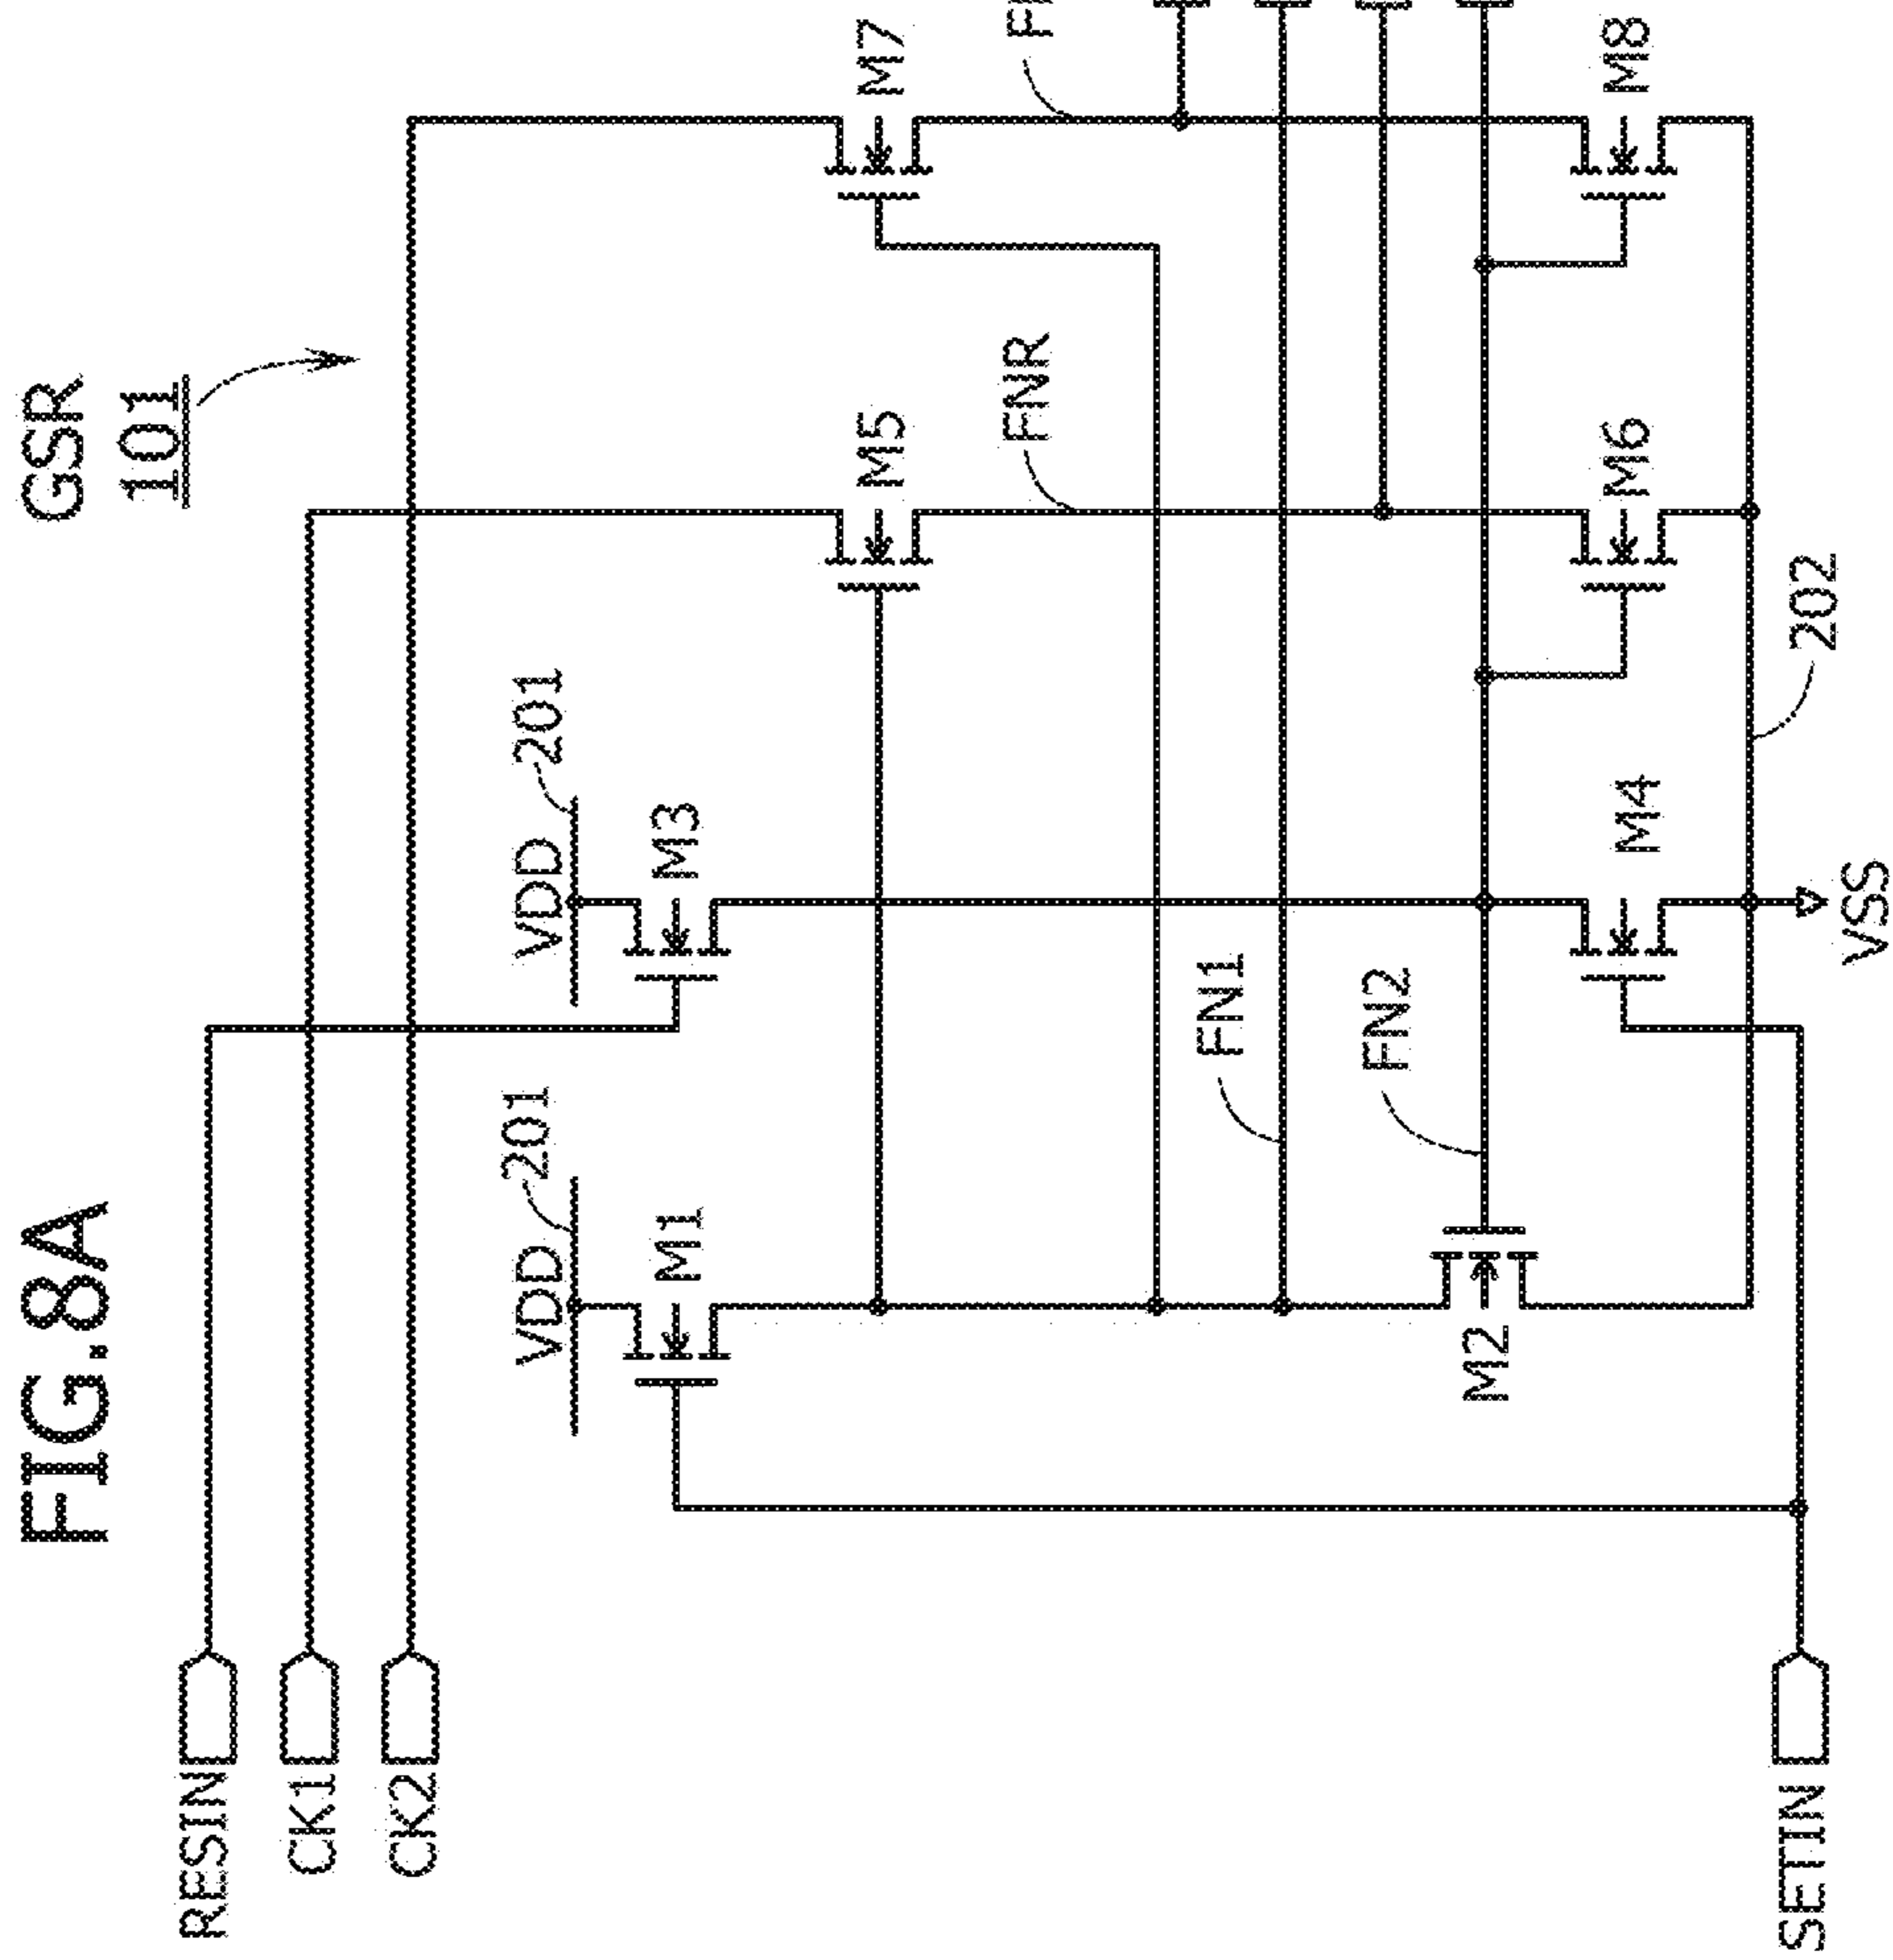 FIG.8A
GSR
101
RESIN
CK1
CK2
SETIN
VDD
201
M1
VDD
201
M3
M5
M7
FNR
FN1
FN2
M2
M4
M6
M8
202
VSS